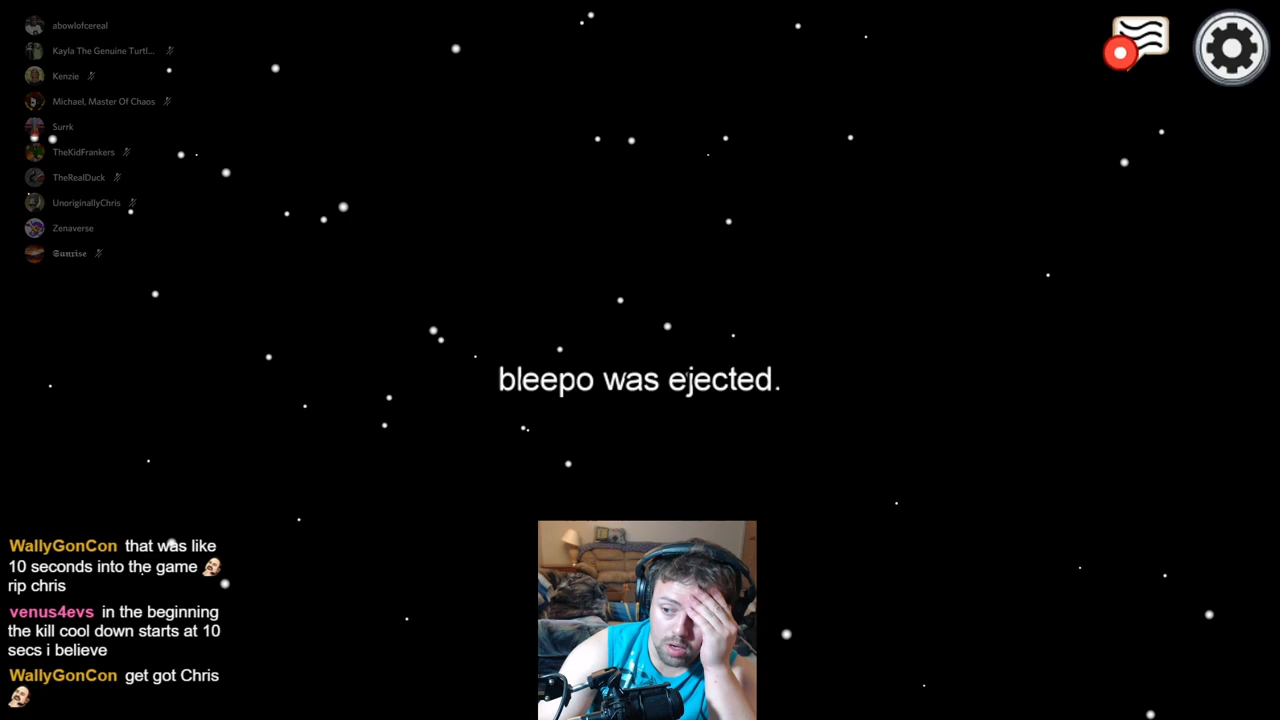 abowlofcereal
Kayla The Genuine Turtl...
Kenzie
Michael, Master Of Chaos
Surrk
TheKidFrankers
TheRealDuck
UnoriginallyChris
Zenaverse
𝕾𝖚𝖓𝖗𝖎𝖘𝖊
bleepo was ejected.
WallyGonCon that was like
10 seconds into the game
rip chris
venus4evs in the beginning
the kill cool down starts at 10
secs i believe
WallyGonCon get got Chris